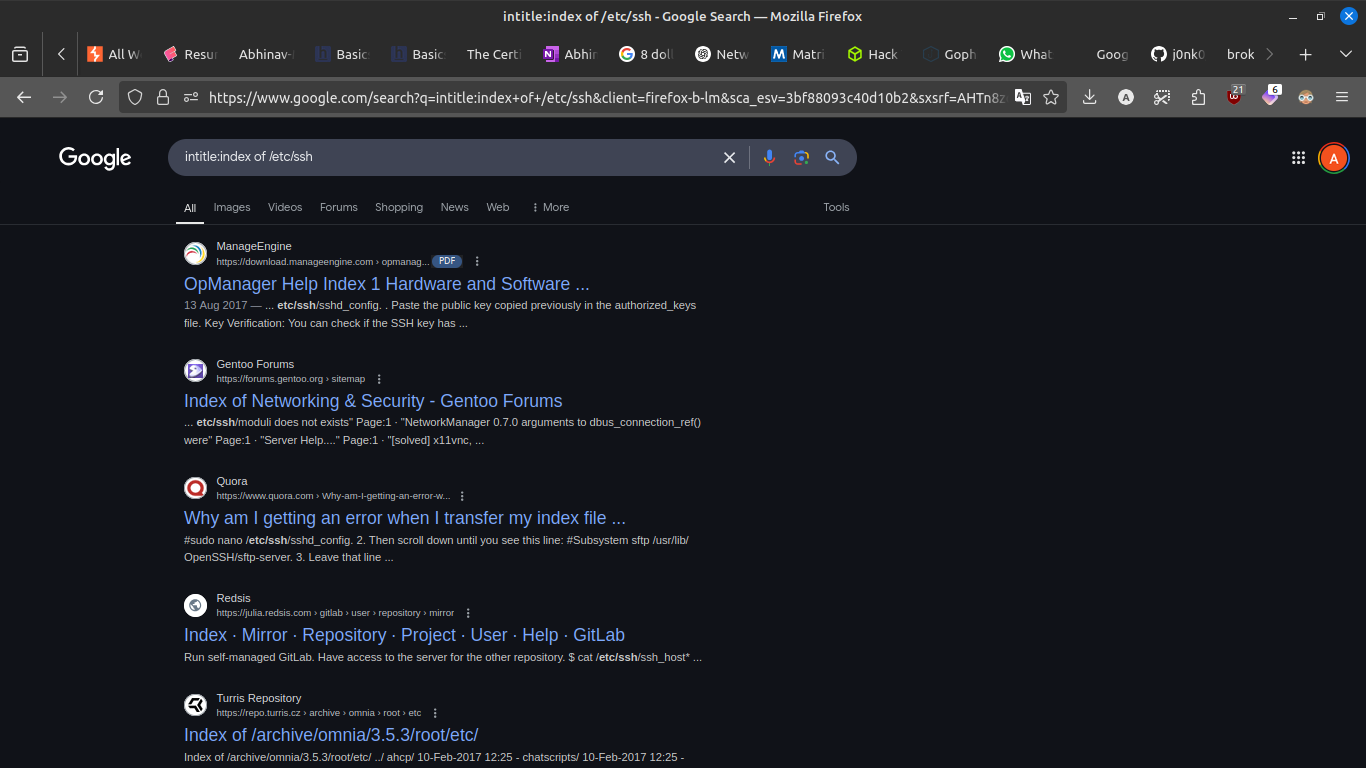 intitle:index of /etc/ssh - Google Search — Mozilla Firefox
All W
Resur
Abhinav-
Basic
Basic
The Certi
Abhin
8 doll
Netw
Matri
Hack
Goph
What
Goog
j0nk0
brok
https://www.google.com/search?q=intitle:index+of+/etc/ssh&client=firefox-b-lm&sca_esv=3bf88093c40d10b2&sxsrf=AHTn8z
21
6
Google
intitle:index of /etc/ssh
A
All Images Videos Forums Shopping News Web More Tools
ManageEngine
https://download.manageengine.com › opmanag... PDF
OpManager Help Index 1 Hardware and Software ...
13 Aug 2017 — ... etc/ssh/sshd_config. . Paste the public key copied previously in the authorized_keys
file. Key Verification: You can check if the SSH key has ...
Gentoo Forums
https://forums.gentoo.org › sitemap
Index of Networking & Security - Gentoo Forums
... etc/ssh/moduli does not exists" Page:1 · "NetworkManager 0.7.0 arguments to dbus_connection_ref()
were" Page:1 · "Server Help...." Page:1 · "[solved] x11vnc, ...
Quora
https://www.quora.com › Why-am-I-getting-an-error-w...
Why am I getting an error when I transfer my index file ...
#sudo nano /etc/ssh/sshd_config. 2. Then scroll down until you see this line: #Subsystem sftp /usr/lib/
OpenSSH/sftp-server. 3. Leave that line ...
Redsis
https://julia.redsis.com › gitlab › user › repository › mirror
Index · Mirror · Repository · Project · User · Help · GitLab
Run self-managed GitLab. Have access to the server for the other repository. $ cat /etc/ssh/ssh_host* ...
Turris Repository
https://repo.turris.cz › archive › omnia › root › etc
Index of /archive/omnia/3.5.3/root/etc/
Index of /archive/omnia/3.5.3/root/etc/ ../ ahcp/ 10-Feb-2017 12:25 - chatscripts/ 10-Feb-2017 12:25 -